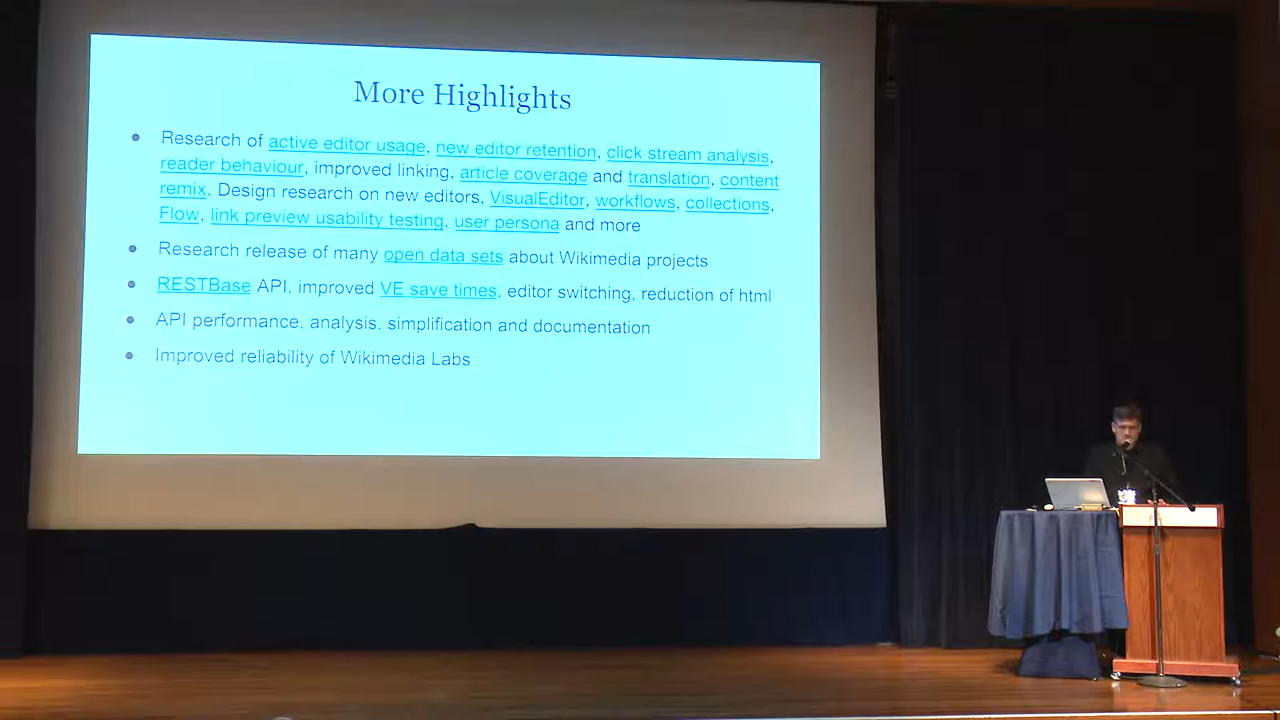 More Highlights
Research of active editor usage, new editor retention, click stream analysis,
reader behaviour, improved linking, article coverage and translation, content
remix. Design research on new editors, VisualEditor, workflows, collections,
Flow, link preview usability testing, user persona and more
Research release of many open data sets about Wikimedia projects
RESTBase API, improved VE save times, editor switching, reduction of html
API performance, analysis, simplification and documentation
Improved reliability of Wikimedia Labs